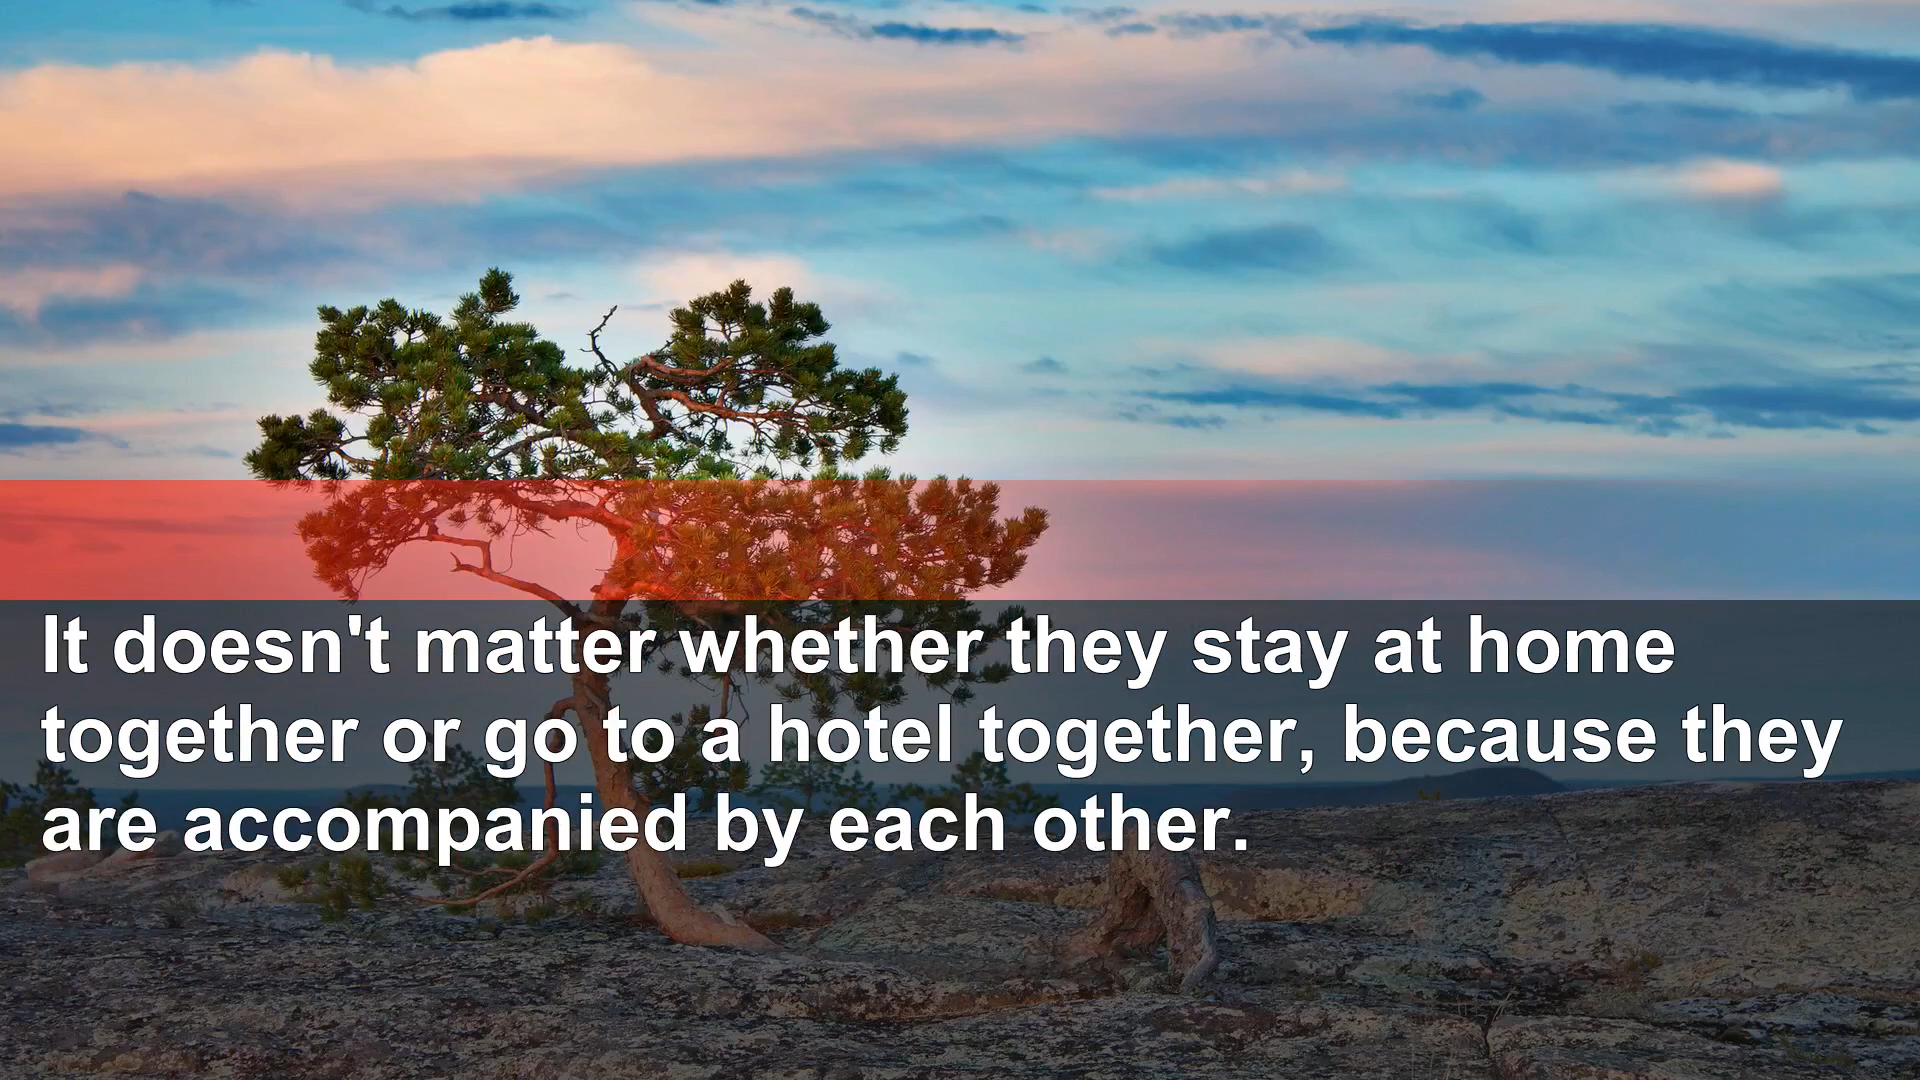 It doesn't matter whether they stay at home
together or go to a hotel together, because they
are accompanied by each other.